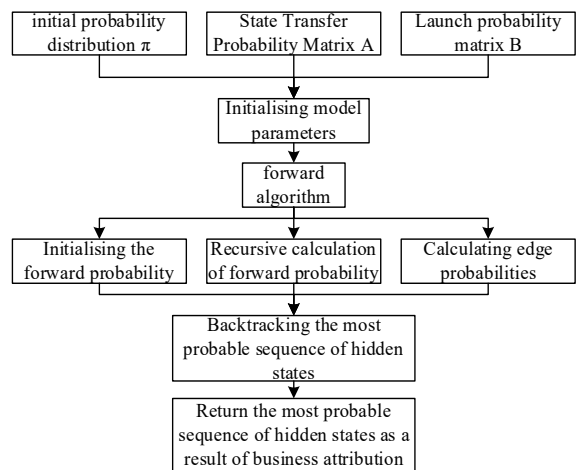 initial probability
distribution π
State Transfer
Probability Matrix A
Launch probability
matrix B
Initialising model
parameters
forward
algorithm
Initialising the
forward probability
Recursive calculation
of forward probability
Calculating edge
probabilities
Backtracking the most
probable sequence of hidden
states
Return the most probable
sequence of hidden states as a
result of business attribution